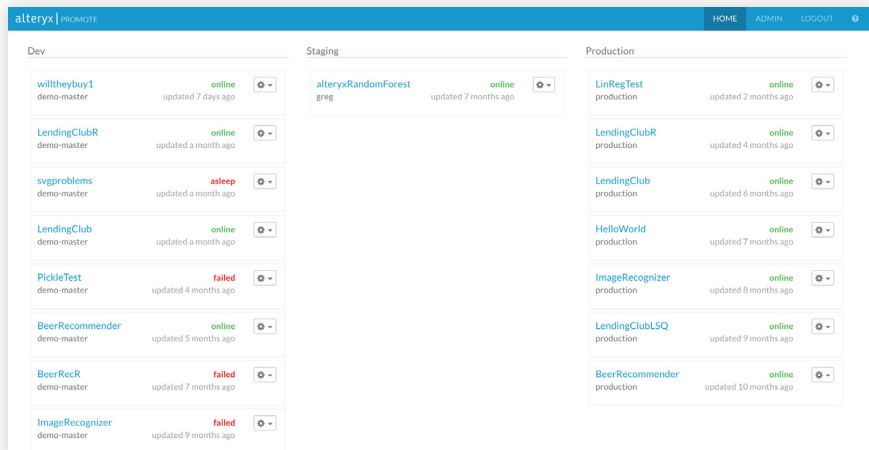 alteryx | PROMOTE
HOME ADMIN LOGOUT ?
Dev
willtheybuy1 online
demo-master updated 7 days ago
LendingClubR online
demo-master updated a month ago
svgproblems asleep
demo-master updated a month ago
LendingClub online
demo-master updated a month ago
PickleTest failed
demo-master updated 4 months ago
BeerRecommender online
demo-master updated 5 months ago
BeerRecR failed
demo-master updated 7 months ago
ImageRecognizer failed
demo-master updated 9 months ago
Staging
alteryxRandomForest online
greg updated 7 months ago
Production
LinRegTest online
production updated 2 months ago
LendingClubR online
production updated 4 months ago
LendingClub online
production updated 6 months ago
HelloWorld online
production updated 7 months ago
ImageRecognizer online
production updated 8 months ago
LendingClubLSQ online
production updated 9 months ago
BeerRecommender online
production updated 10 months ago